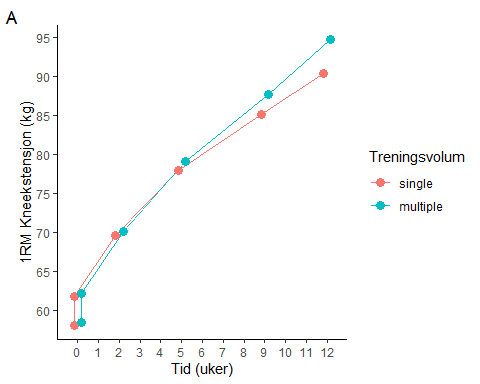 A
95
90
85
80
75
70
65
60
1RM Kneekstensjon (kg)
0 1 2 3 4 5 6 7 8 9 10 11 12
Tid (uker)
Treningsvolum
single
multiple